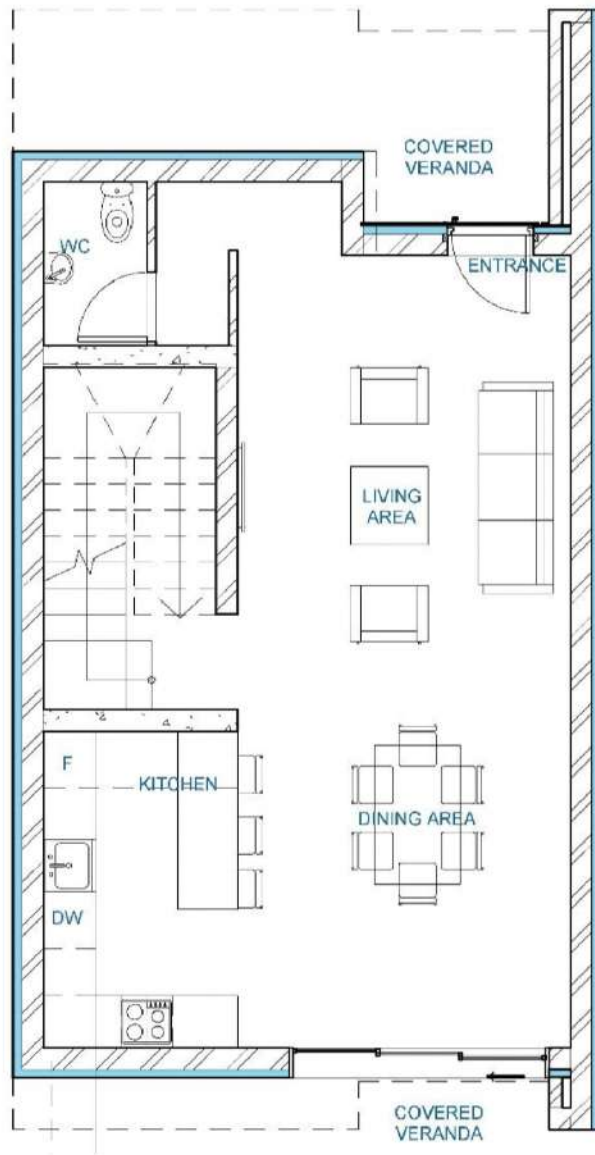 COVERED
VERANDA
WC
ENTRANCE
LIVING
AREA
F
KITCHEN
DINING AREA
DW
COVERED
VERANDA